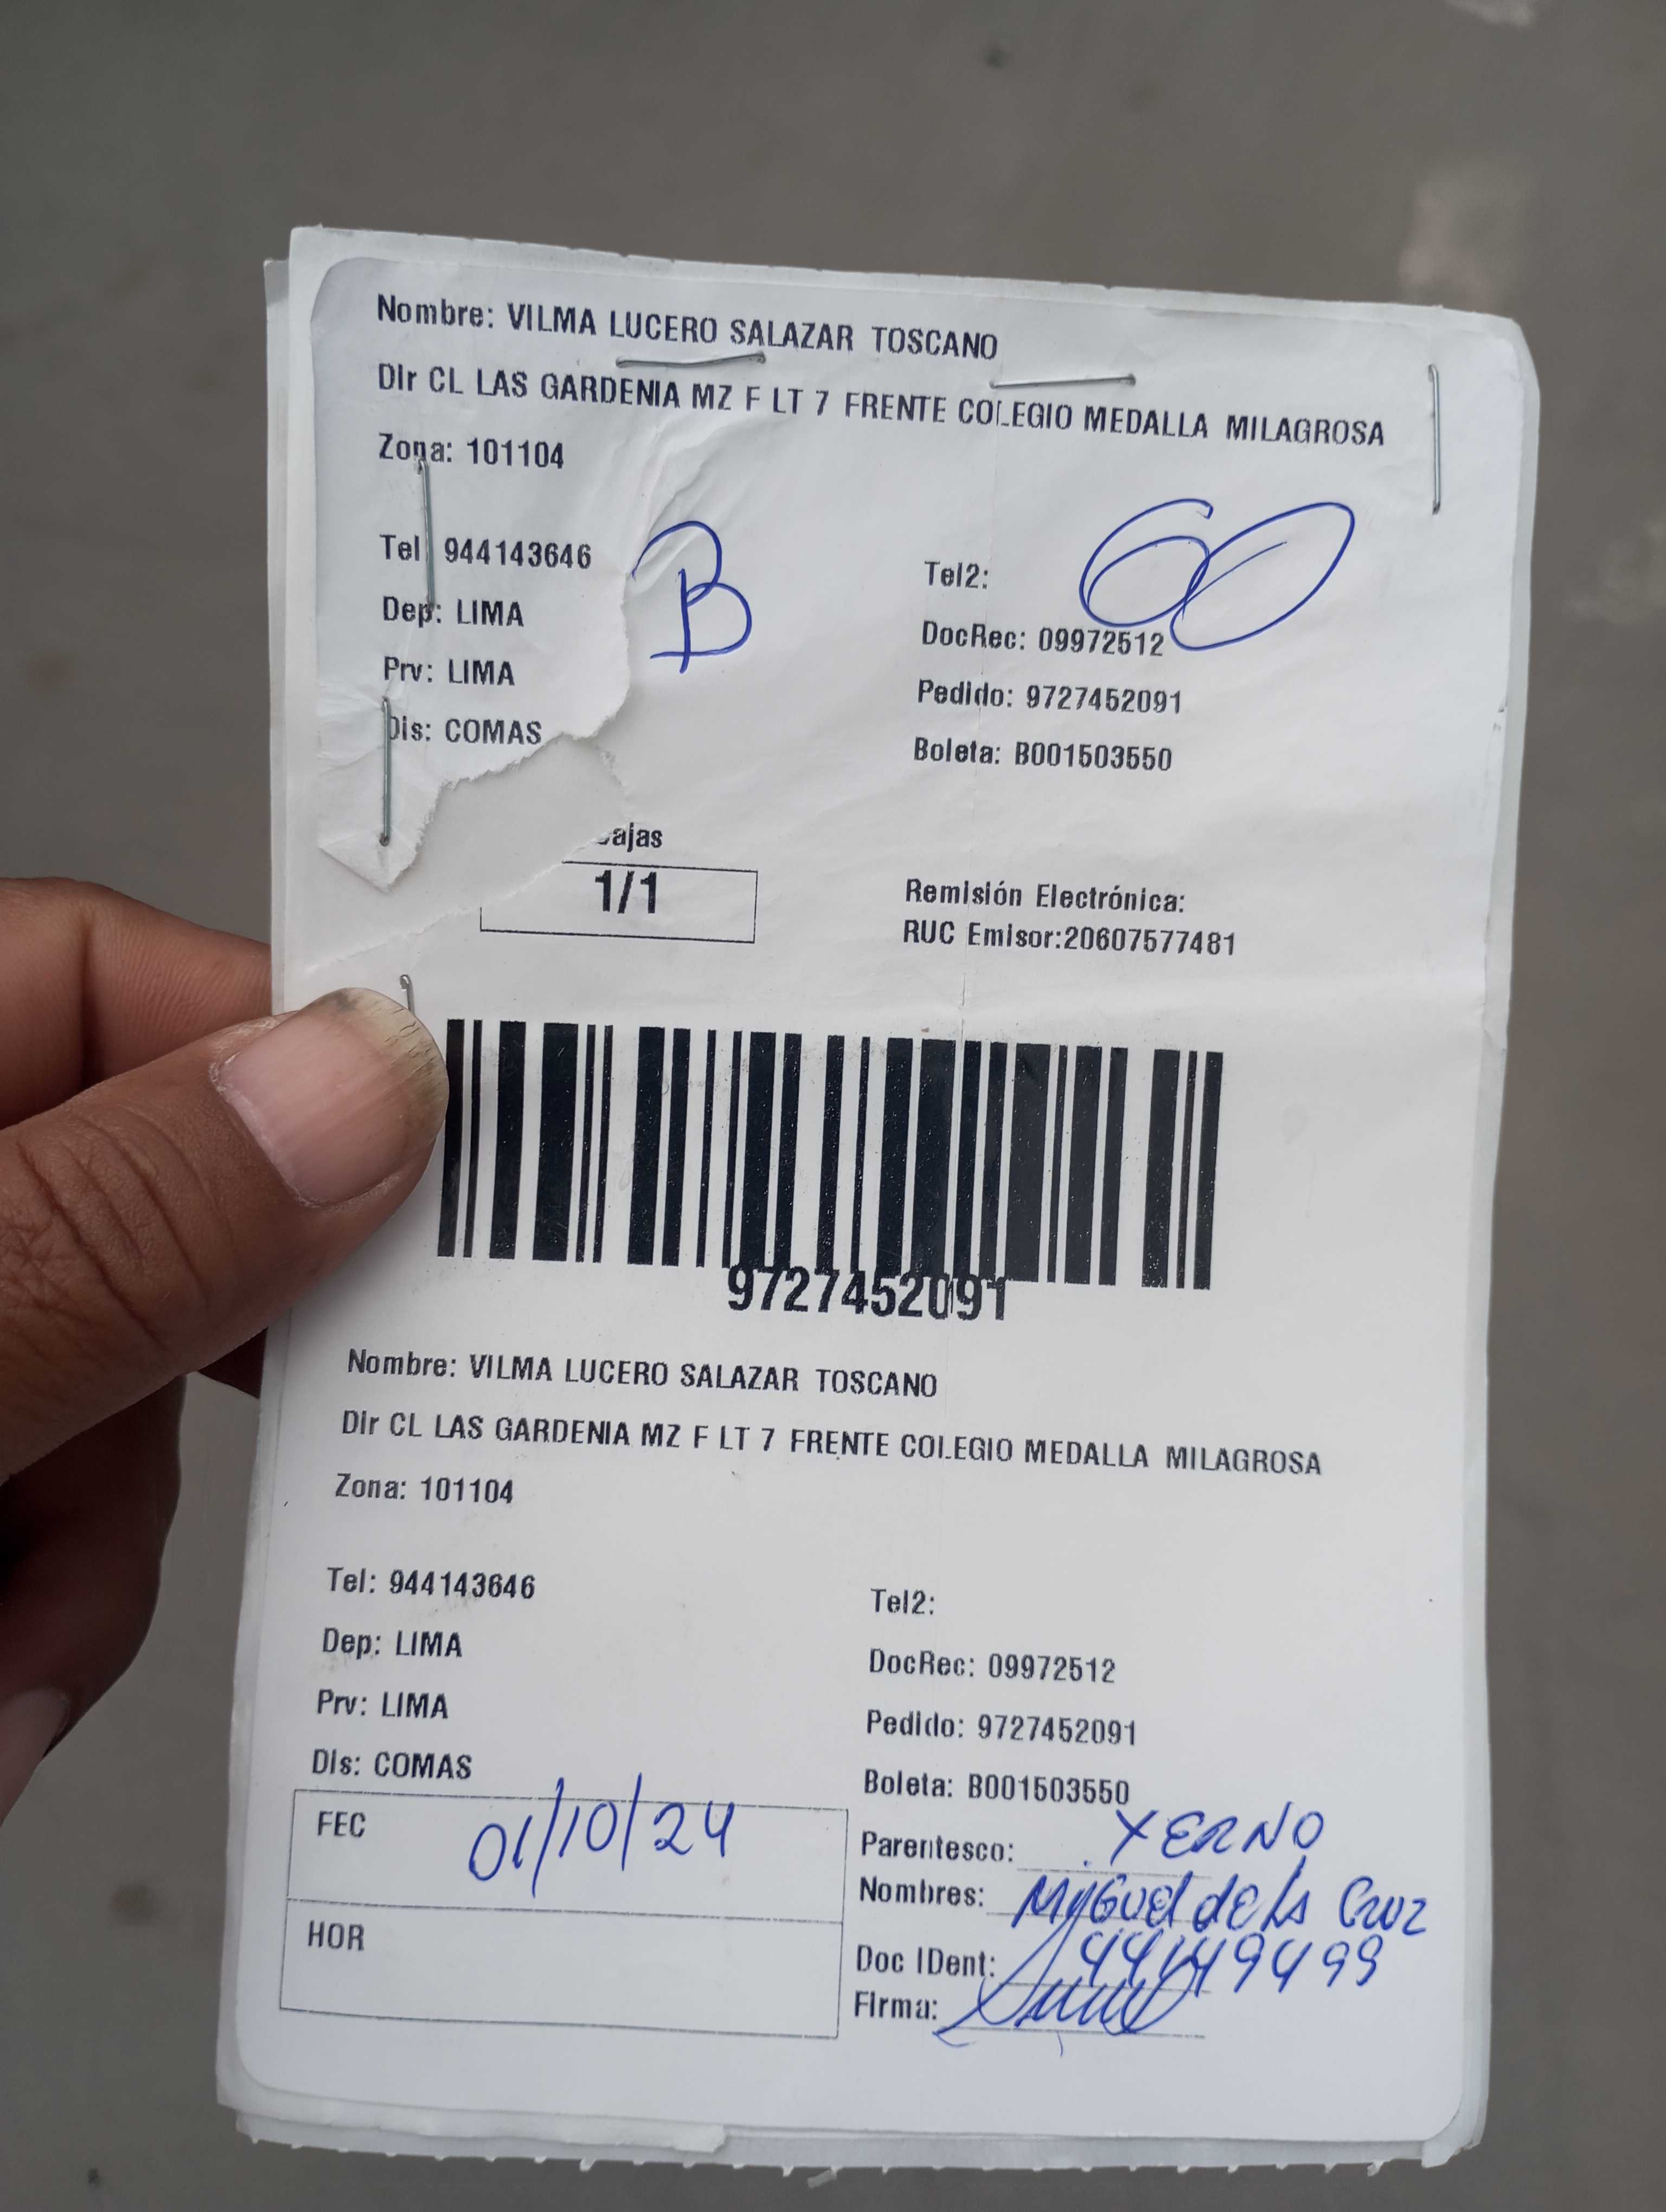 Nombre: VILMA LUCERO SALAZAR TOSCANO
Dir CL LAS GARDENIA MZ F LT 7 FRENTE COLEGIO MEDALLA MILAGROSA
Zona: 101104
60
Tel 944143646
B
Tel2:
Dep: LIMA
DocRec: 09972512
Prv: LIMA
Pedido: 9727452091
Dis: COMAS
Boleta: B001503550
ajas
1/1
Remisión Electrónica:
RUC Emisor:20607577481
9727452091
Nombre: VILMA LUCERO SALAZAR TOSCANO
Dir CL LAS GARDENIA MZ F LT 7 FRENTE COLEGIO MEDALLA MILAGROSA
Zona: 101104
Tel: 944143646
Tel2:
Dep: LIMA
DocRec: 09972512
Prv: LIMA
Pedido: 9727452091
Dis: COMAS
Boleta: B001503550
FEC 01/10/24
Parentesco: YERNO
Nombres: Miguel de la Cruz
HOR
Doc IDent: 44149499
Firma: